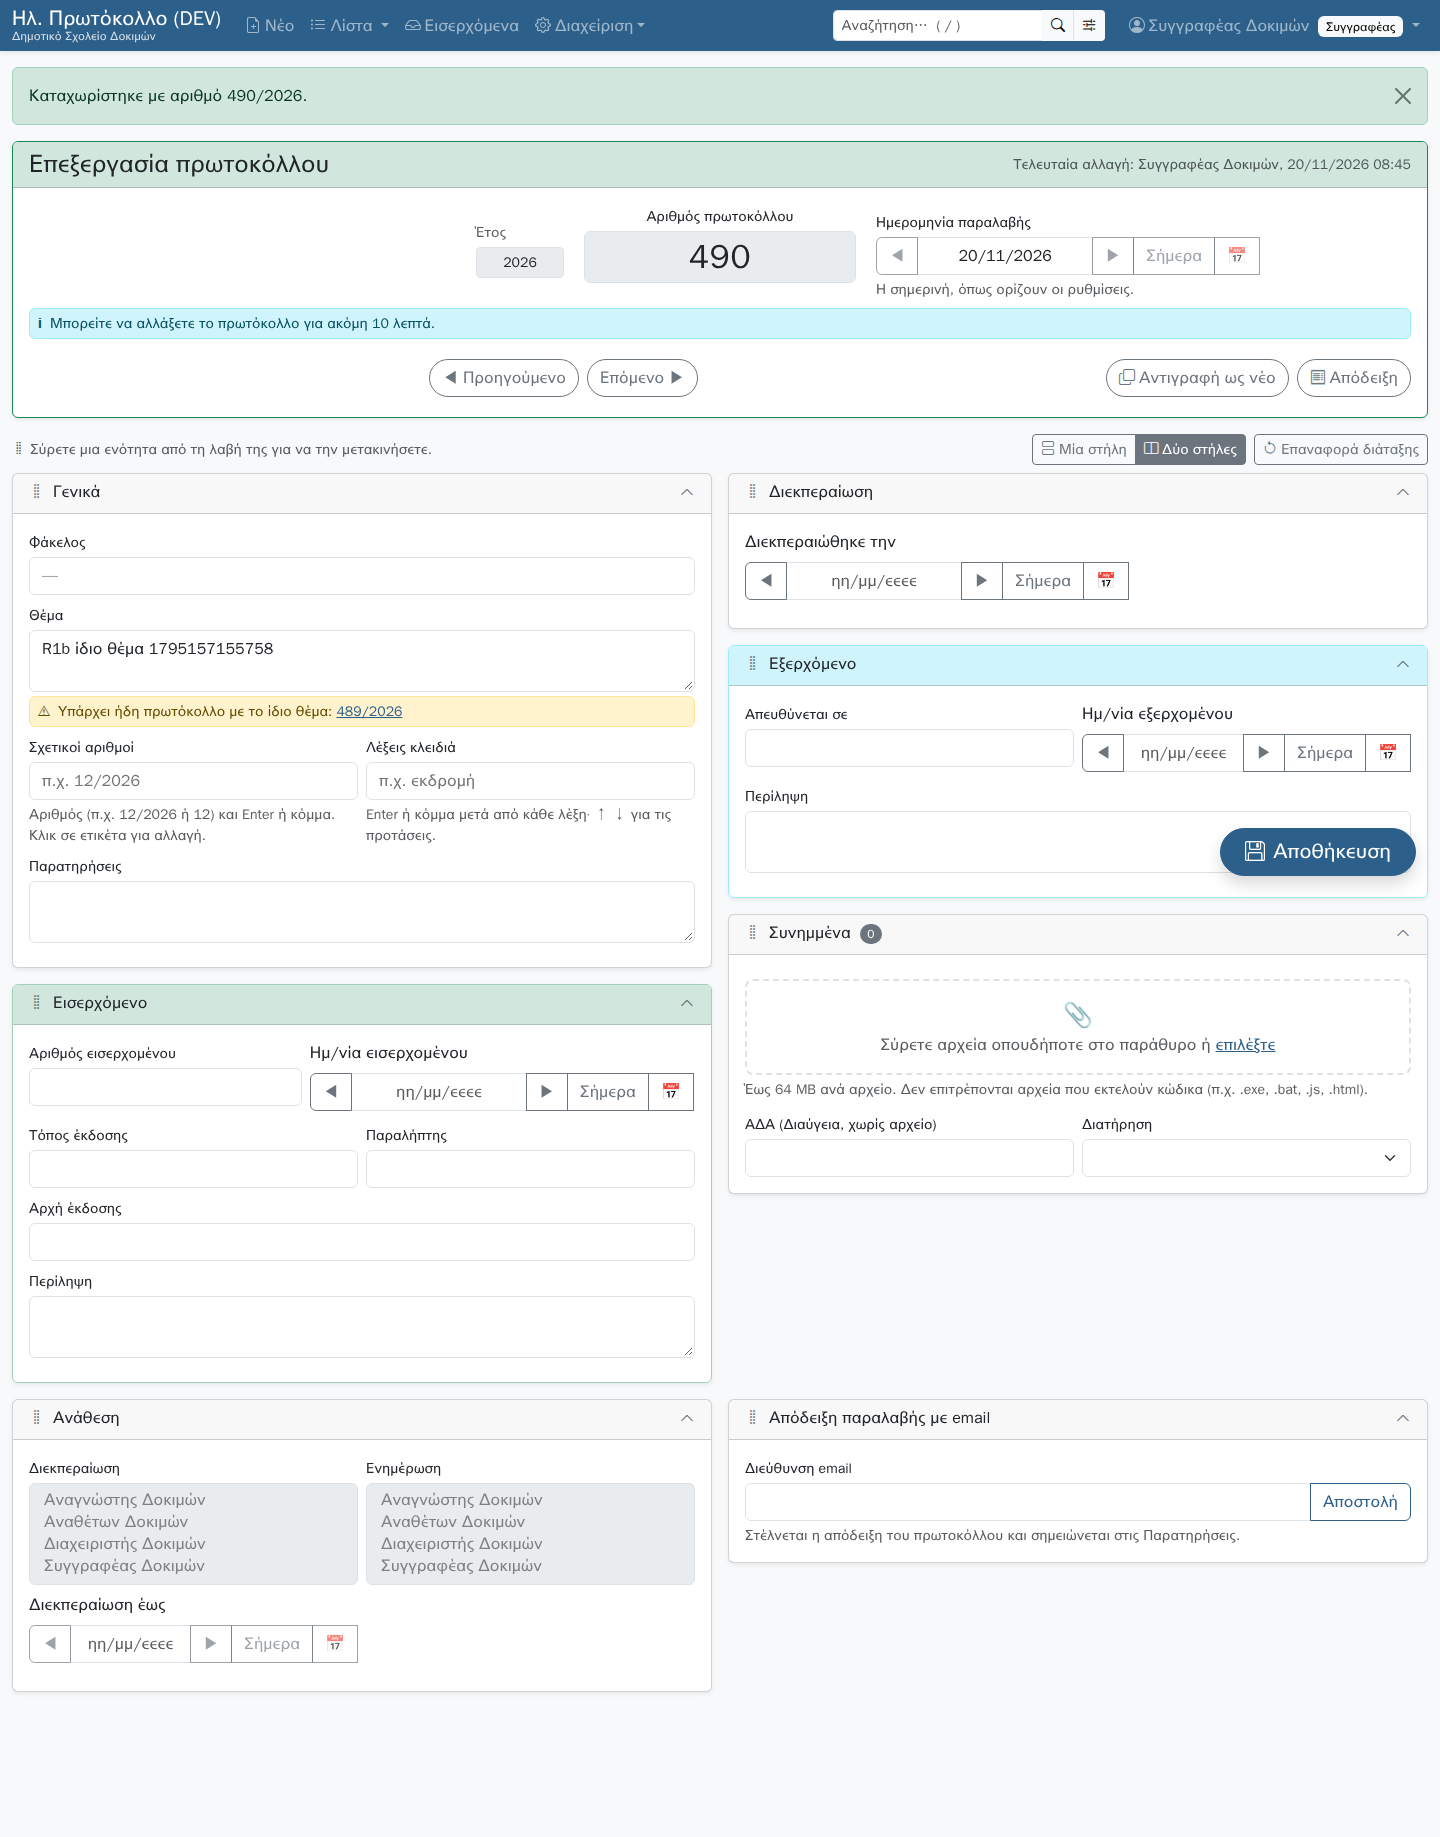 Ηλ. Πρωτόκολλο (DEV)
Δημοτικό Σχολείο Δοκιμών
Νέο
Λίστα
Εισερχόμενα
Διαχείριση
Αναζήτηση… ( / )
Συγγραφέας Δοκιμών Συγγραφέας
Καταχωρίστηκε με αριθμό 490/2026.
Επεξεργασία πρωτοκόλλου
Τελευταία αλλαγή: Συγγραφέας Δοκιμών, 20/11/2026 08:45
Έτος
2026
Αριθμός πρωτοκόλλου
490
Ημερομηνία παραλαβής
◀ 20/11/2026 ▶ Σήμερα
Η σημερινή, όπως ορίζουν οι ρυθμίσεις.
Μπορείτε να αλλάξετε το πρωτόκολλο για ακόμη 10 λεπτά.
◀ Προηγούμενο
Επόμενο ▶
Αντιγραφή ως νέο
Απόδειξη
Σύρετε μια ενότητα από τη λαβή της για να την μετακινήσετε.
Μία στήλη
Δύο στήλες
Επαναφορά διάταξης
Γενικά
Φάκελος
—
Θέμα
R1b ίδιο θέμα 1795157155758
⚠ Υπάρχει ήδη πρωτόκολλο με το ίδιο θέμα: 489/2026
Σχετικοί αριθμοί
π.χ. 12/2026
Αριθμός (π.χ. 12/2026 ή 12) και Enter ή κόμμα.
Κλικ σε ετικέτα για αλλαγή.
Λέξεις κλειδιά
π.χ. εκδρομή
Enter ή κόμμα μετά από κάθε λέξη· ↑ ↓ για τις
προτάσεις.
Παρατηρήσεις
Εισερχόμενο
Αριθμός εισερχομένου
Ημ/νία εισερχομένου
◀ ηη/μμ/εεεε ▶ Σήμερα
Τόπος έκδοσης
Παραλήπτης
Αρχή έκδοσης
Περίληψη
Διεκπεραίωση
Διεκπεραιώθηκε την
◀ ηη/μμ/εεεε ▶ Σήμερα
Εξερχόμενο
Απευθύνεται σε
Ημ/νία εξερχομένου
◀ ηη/μμ/εεεε ▶ Σήμερα
Περίληψη
Αποθήκευση
Συνημμένα 0
Σύρετε αρχεία οπουδήποτε στο παράθυρο ή επιλέξτε
Έως 64 MB ανά αρχείο. Δεν επιτρέπονται αρχεία που εκτελούν κώδικα (π.χ. .exe, .bat, .js, .html).
ΑΔΑ (Διαύγεια, χωρίς αρχείο)
Διατήρηση
Ανάθεση
Διεκπεραίωση
Αναγνώστης Δοκιμών
Αναθέτων Δοκιμών
Διαχειριστής Δοκιμών
Συγγραφέας Δοκιμών
Ενημέρωση
Αναγνώστης Δοκιμών
Αναθέτων Δοκιμών
Διαχειριστής Δοκιμών
Συγγραφέας Δοκιμών
Διεκπεραίωση έως
◀ ηη/μμ/εεεε ▶ Σήμερα
Απόδειξη παραλαβής με email
Διεύθυνση email
Αποστολή
Στέλνεται η απόδειξη του πρωτοκόλλου και σημειώνεται στις Παρατηρήσεις.